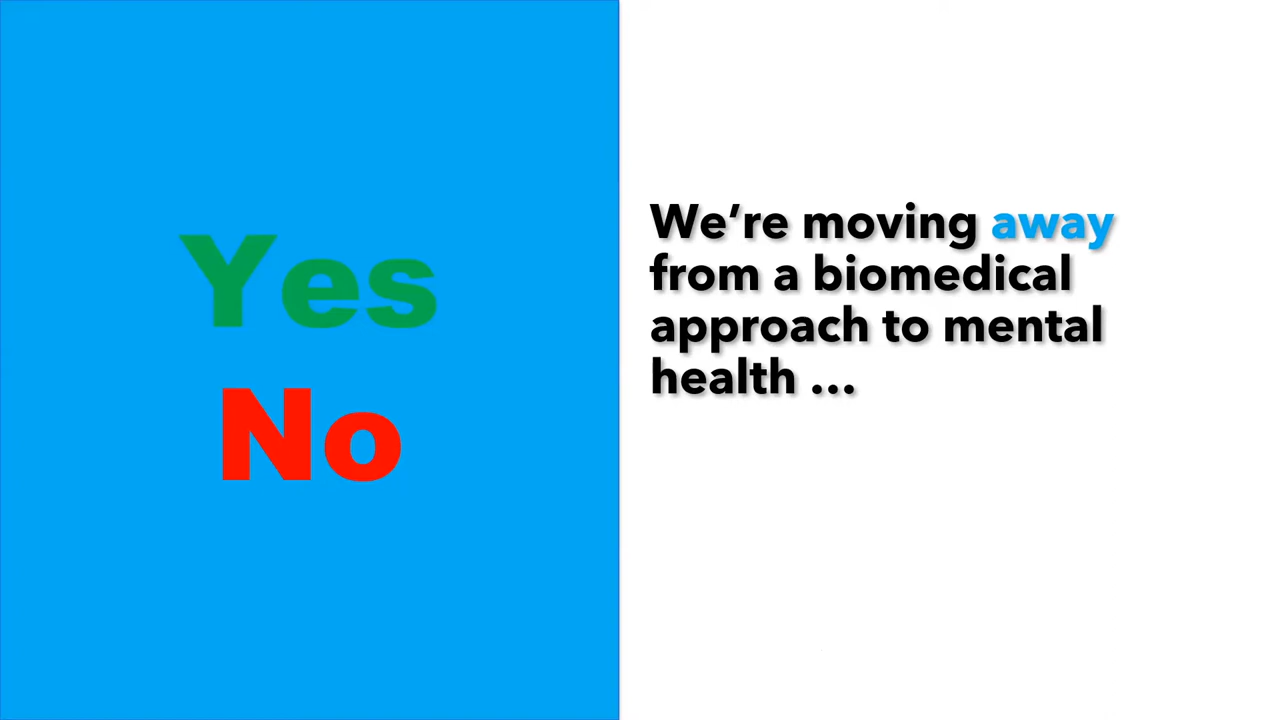 Yes
No
We’re moving away
from a biomedical
approach to mental
health ...